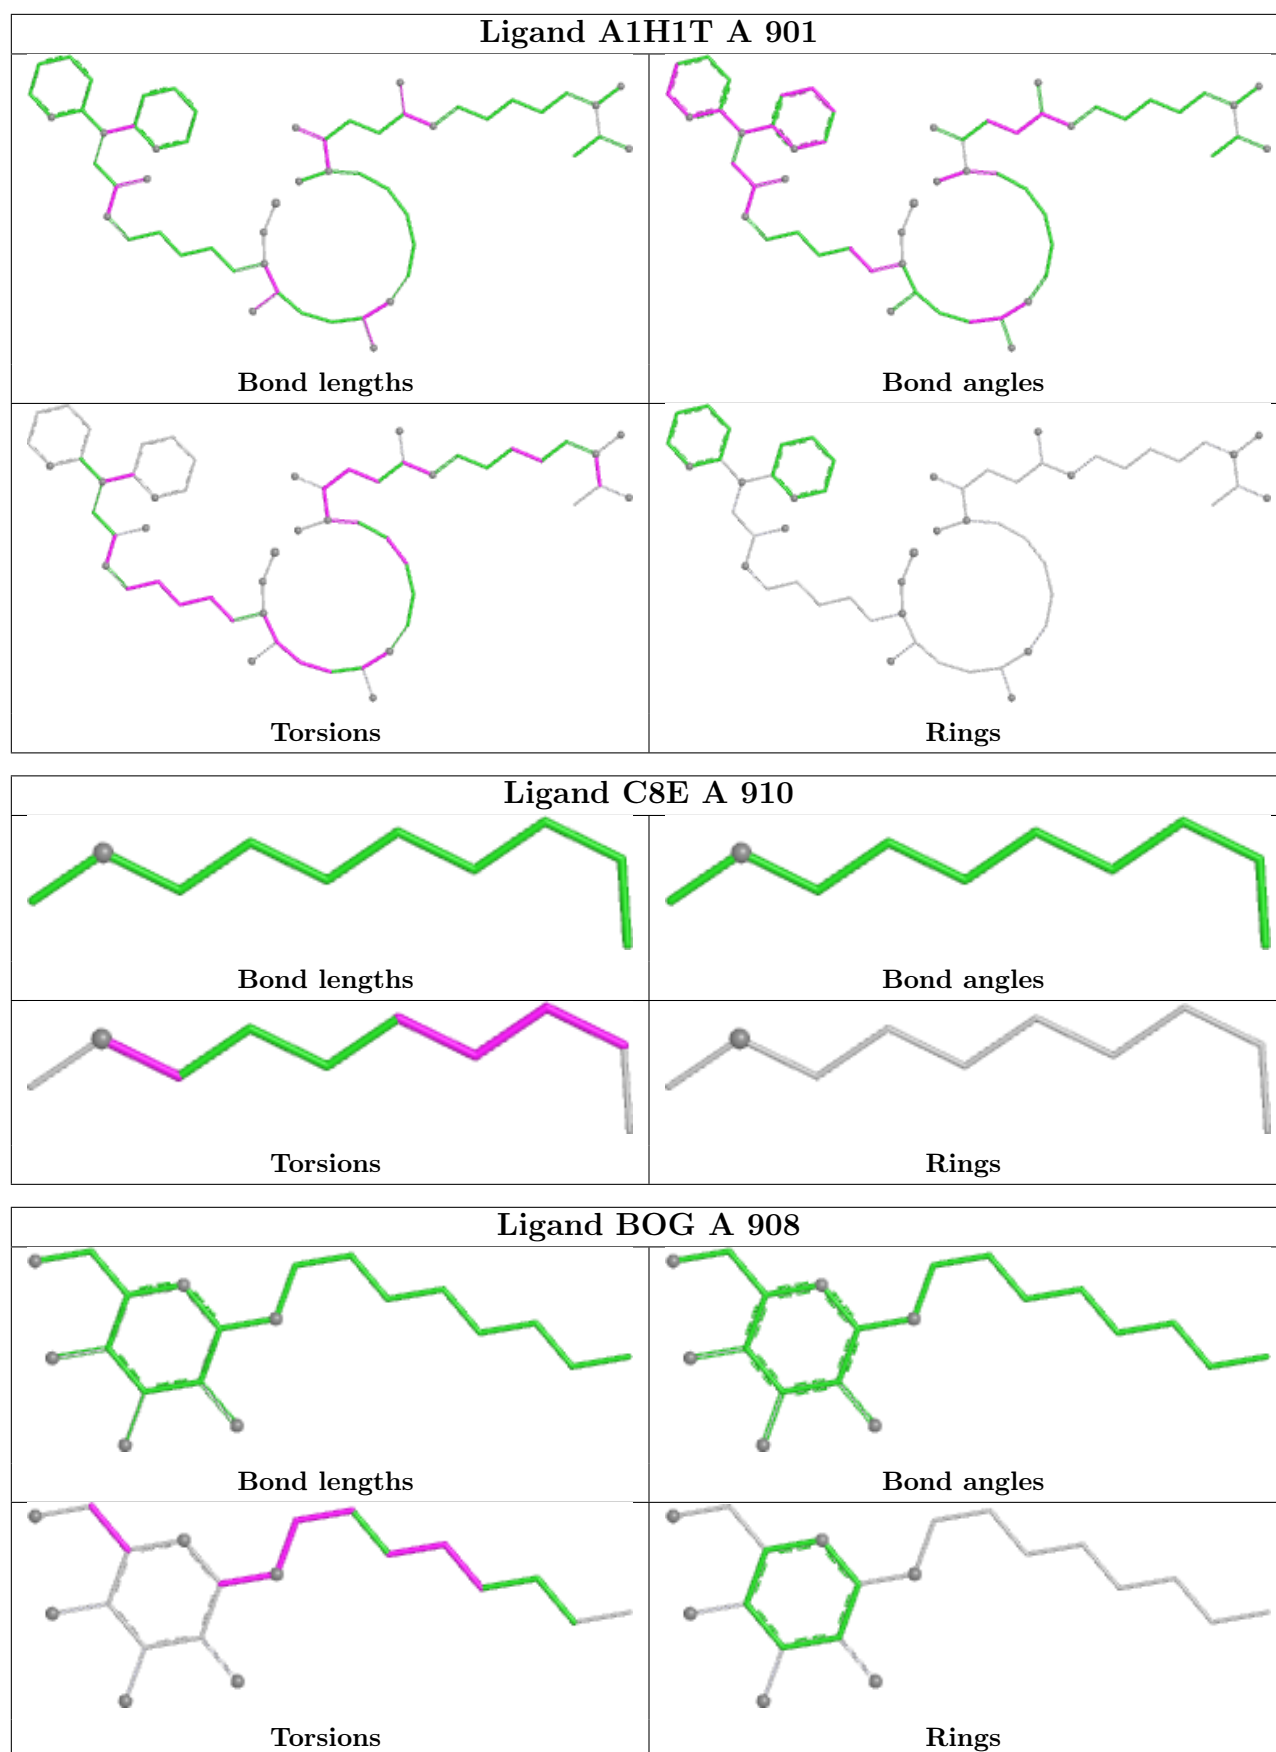 Ligand A1H1T A 901
Bond lengths
Bond angles
Torsions
Rings
Ligand C8E A 910
Bond lengths
Bond angles
Torsions
Rings
Ligand BOG A 908
Bond lengths
Bond angles
Torsions
Rings